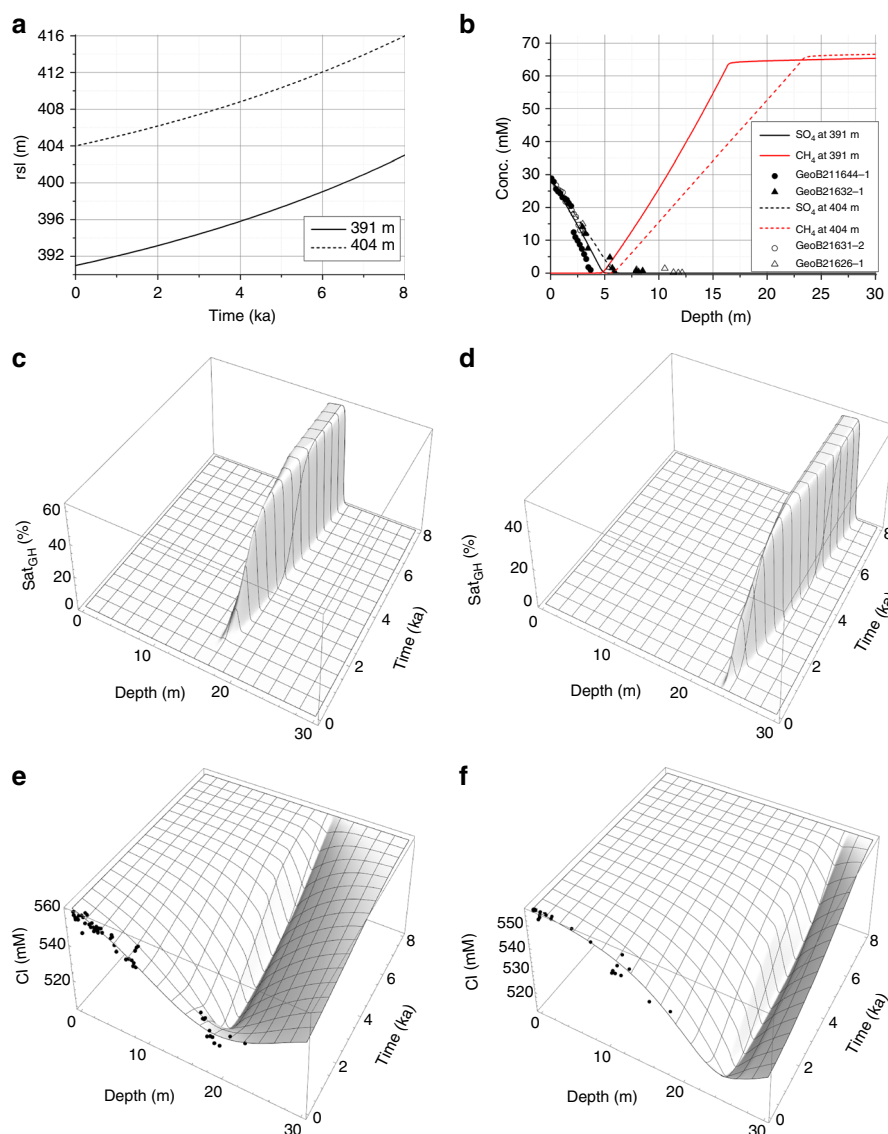 a
416
412
408
404
400
396
392
rsl (m)
0
2
4
6
8
Time (ka)
391 m
404 m
b
70
60
50
40
30
20
10
0
Conc. (mM)
0
5
10
15
20
25
30
Depth (m)
SO4 at 391 m
CH4 at 391 m
GeoB211644–1
GeoB21632–1
SO4 at 404 m
CH4 at 404 m
GeoB21631–2
GeoB21626–1
c
60
40
20
0
SatGH (%)
0
10
20
30
Depth (m)
0
2
4
6
8
Time (ka)
d
40
20
0
SatGH (%)
0
10
20
30
Depth (m)
0
2
4
6
8
Time (ka)
e
560
540
520
Cl (mM)
0
10
20
30
Depth (m)
0
2
4
6
8
Time (ka)
f
550
540
530
520
Cl (mM)
0
10
20
30
Depth (m)
0
2
4
6
8
Time (ka)